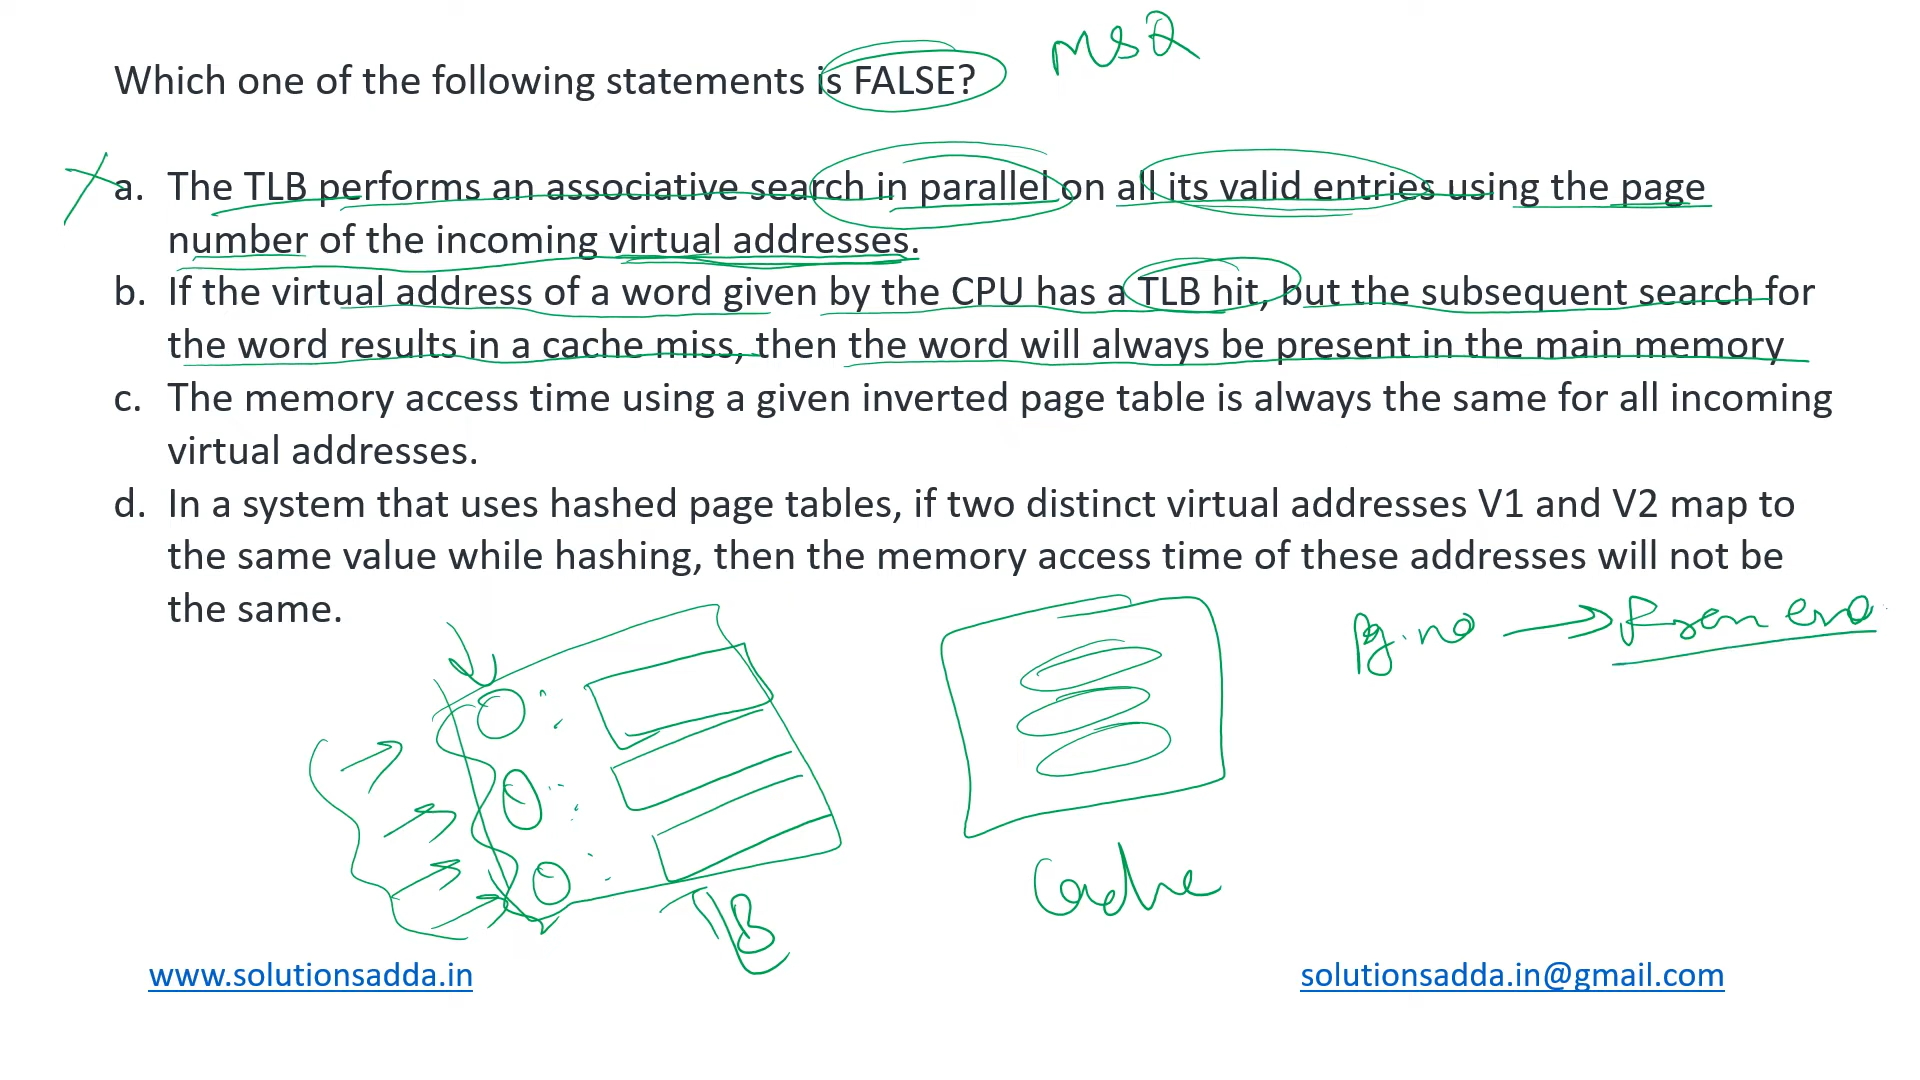 MSQ
Which one of the following statements is FALSE?
a. The TLB performs an associative search in parallel on all its valid entries using the page
number of the incoming virtual addresses.
b. If the virtual address of a word given by the CPU has a TLB hit, but the subsequent search for
the word results in a cache miss, then the word will always be present in the main memory
c. The memory access time using a given inverted page table is always the same for all incoming
virtual addresses.
d. In a system that uses hashed page tables, if two distinct virtual addresses V1 and V2 map to
the same value while hashing, then the memory access time of these addresses will not be
the same.
Pg.no →
Cache
TLB
www.solutionsadda.in
solutionsadda.in@gmail.com